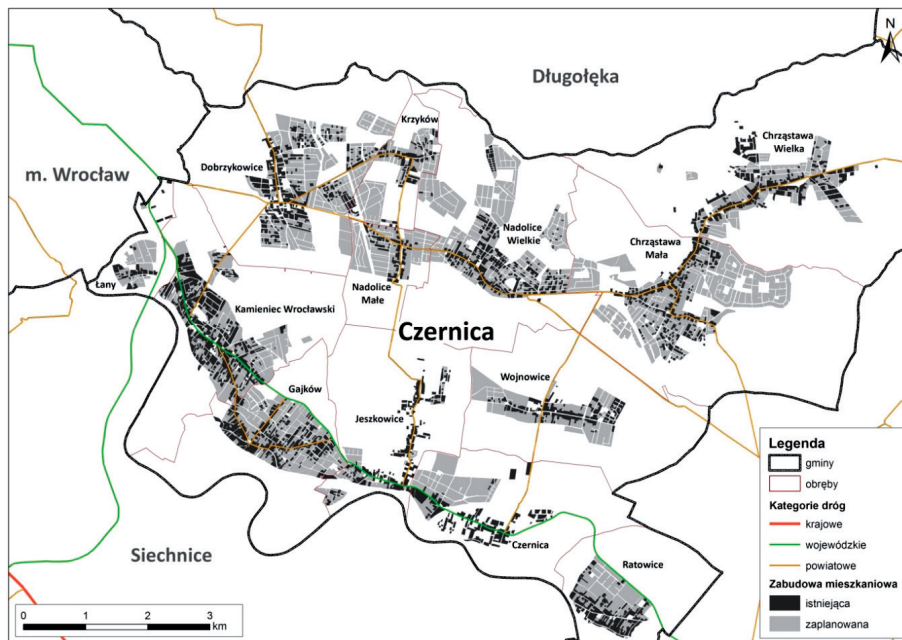 N
Długołęka
m. Wrocław
Krzyków
Chrząstawa
Wielka
Dobrzykowice
Nadolice
Wielkie
Chrząstawa
Mała
Łany
Nadolice
Małe
Kamieniec Wrocławski
Czernica
Wojnowice
Gajków
Jeszkowice
Czernica
Siechnice
Ratowice
0 1 2 3
km
Legenda
gminy
obręby
Kategorie dróg
krajowe
wojewódzkie
powiatowe
Zabudowa mieszkaniowa
istniejąca
zaplanowana